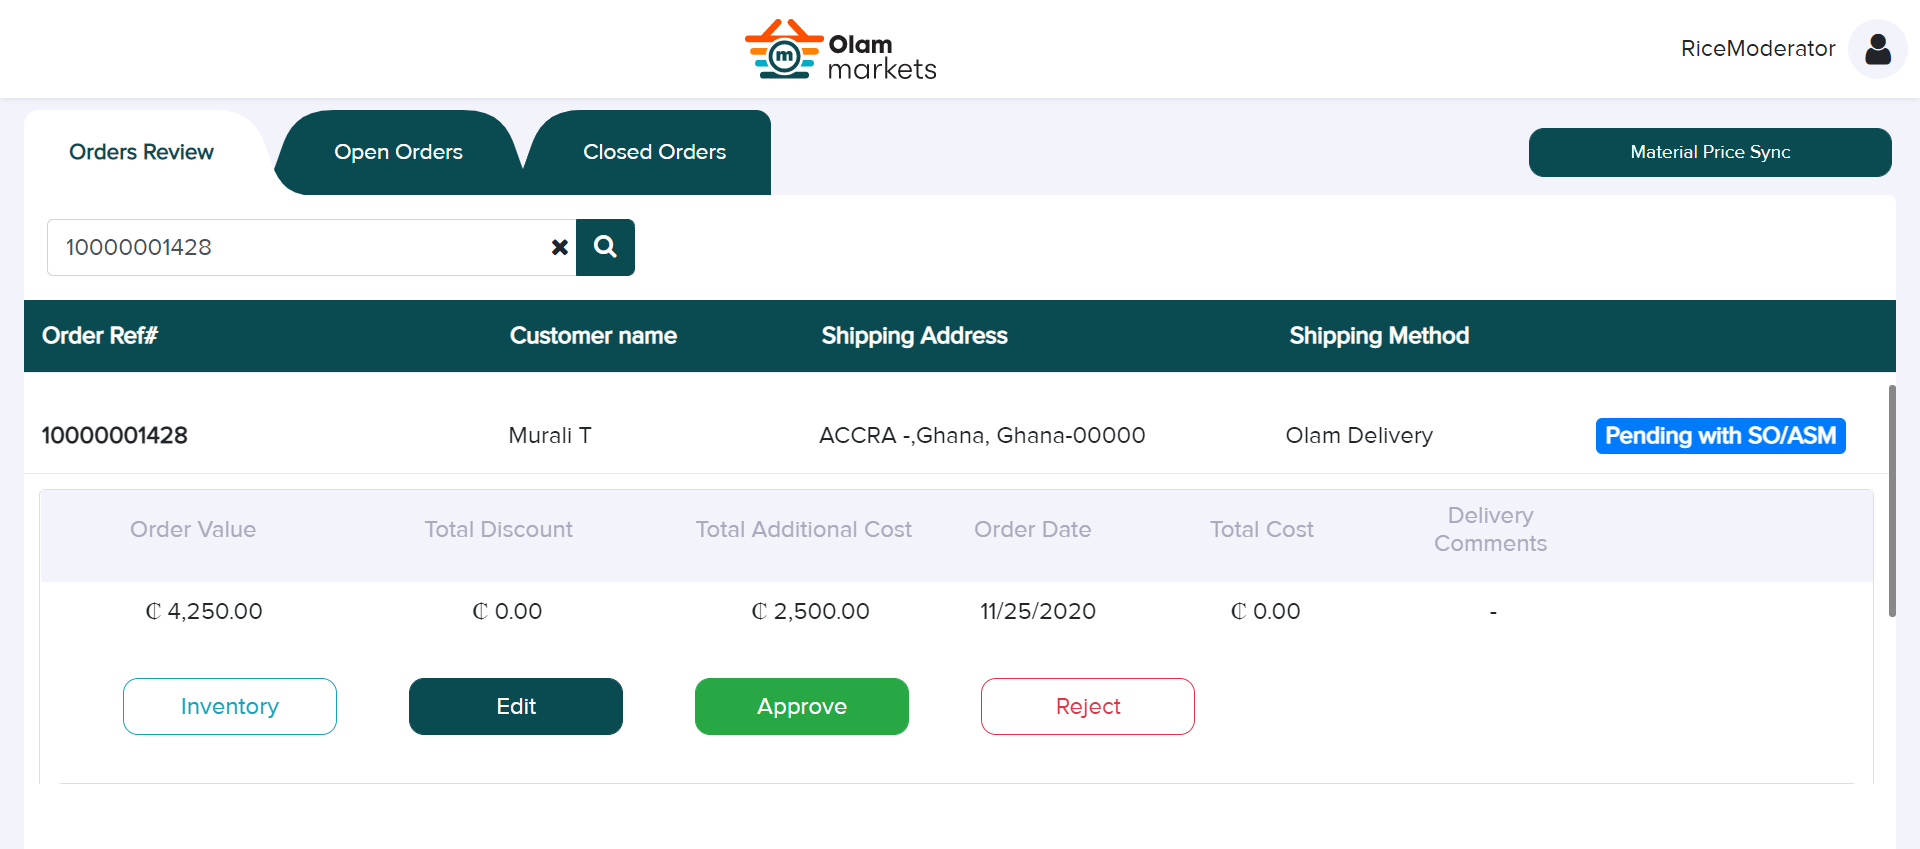 m
Olam
markets
RiceModerator
Orders Review
Open Orders
Closed Orders
Material Price Sync
10000001428
Order Ref#
Customer name
Shipping Address
Shipping Method
10000001428
Murali T
ACCRA -,Ghana, Ghana-00000
Olam Delivery
Pending with SO/ASM
Order Value
Total Discount
Total Additional Cost
Order Date
Total Cost
Delivery
Comments
₵ 4,250.00
₵ 0.00
₵ 2,500.00
11/25/2020
₵ 0.00
-
Inventory
Edit
Approve
Reject